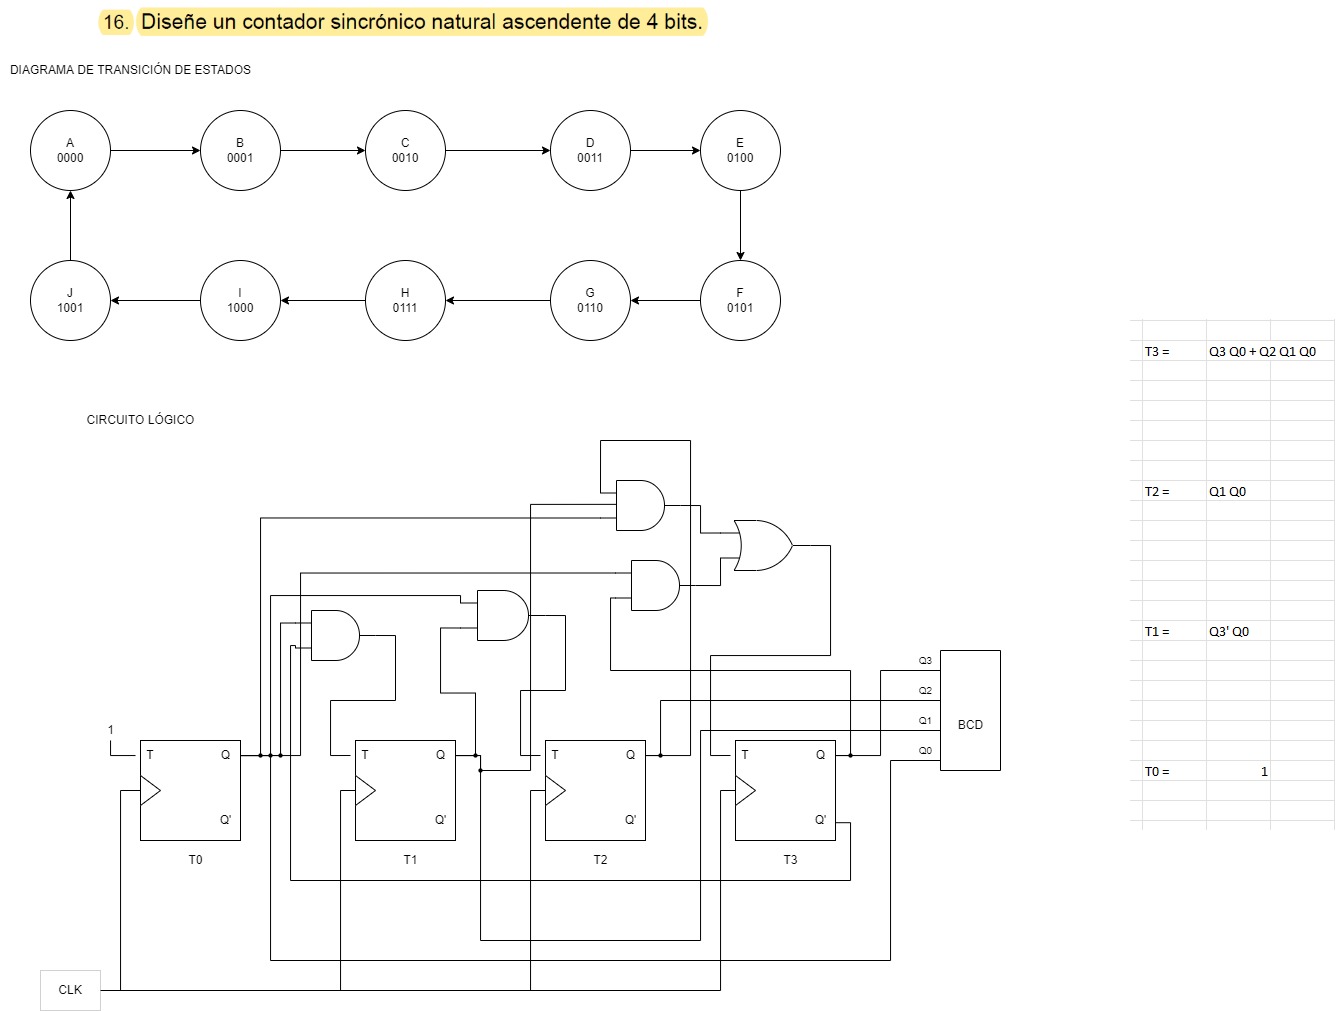 16. Diseñe un contador sincrónico natural ascendente de 4 bits.
DIAGRAMA DE TRANSICIÓN DE ESTADOS
A
0000
B
0001
C
0010
D
0011
E
0100
J
1001
I
1000
H
0111
G
0110
F
0101
T3 = Q3 Q0 + Q2 Q1 Q0
CIRCUITO LÓGICO
T2 = Q1 Q0
T1 = Q3' Q0
Q3
Q2
Q1
Q0
BCD
1
T Q
Q'
T0
T Q
Q'
T1
T Q
Q'
T2
T Q
Q'
T3
T0 = 1
CLK